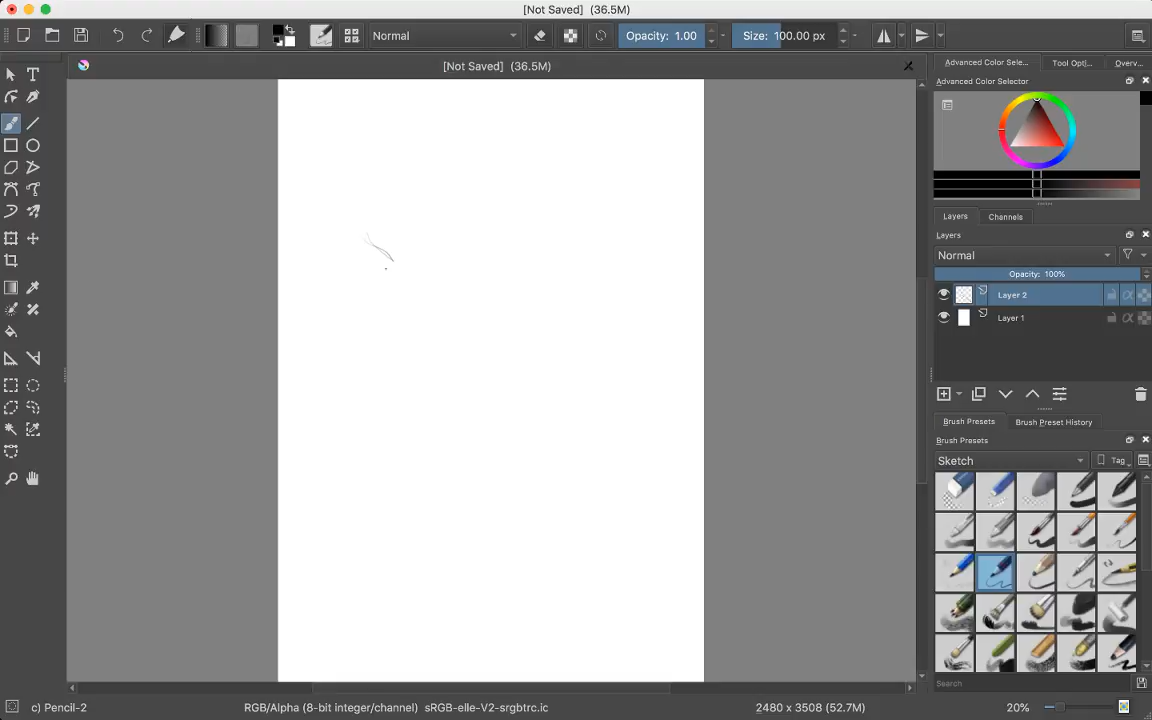 [Not Saved] (36.5M)
Normal
Opacity: 1.00
Size: 100.00 px
[Not Saved] (36.5M)
Advanced Color Sele...
Tool Opti...
Overv...
Advanced Color Selector
Layers
Channels
Layers
Normal
Opacity: 100%
Layer 2
Layer 1
Brush Presets
Brush Preset History
Brush Presets
Sketch
Tag
Search
c) Pencil-2
RGB/Alpha (8-bit integer/channel) sRGB-elle-V2-srgbtrc.ic
2480 x 3508 (52.7M)
20%